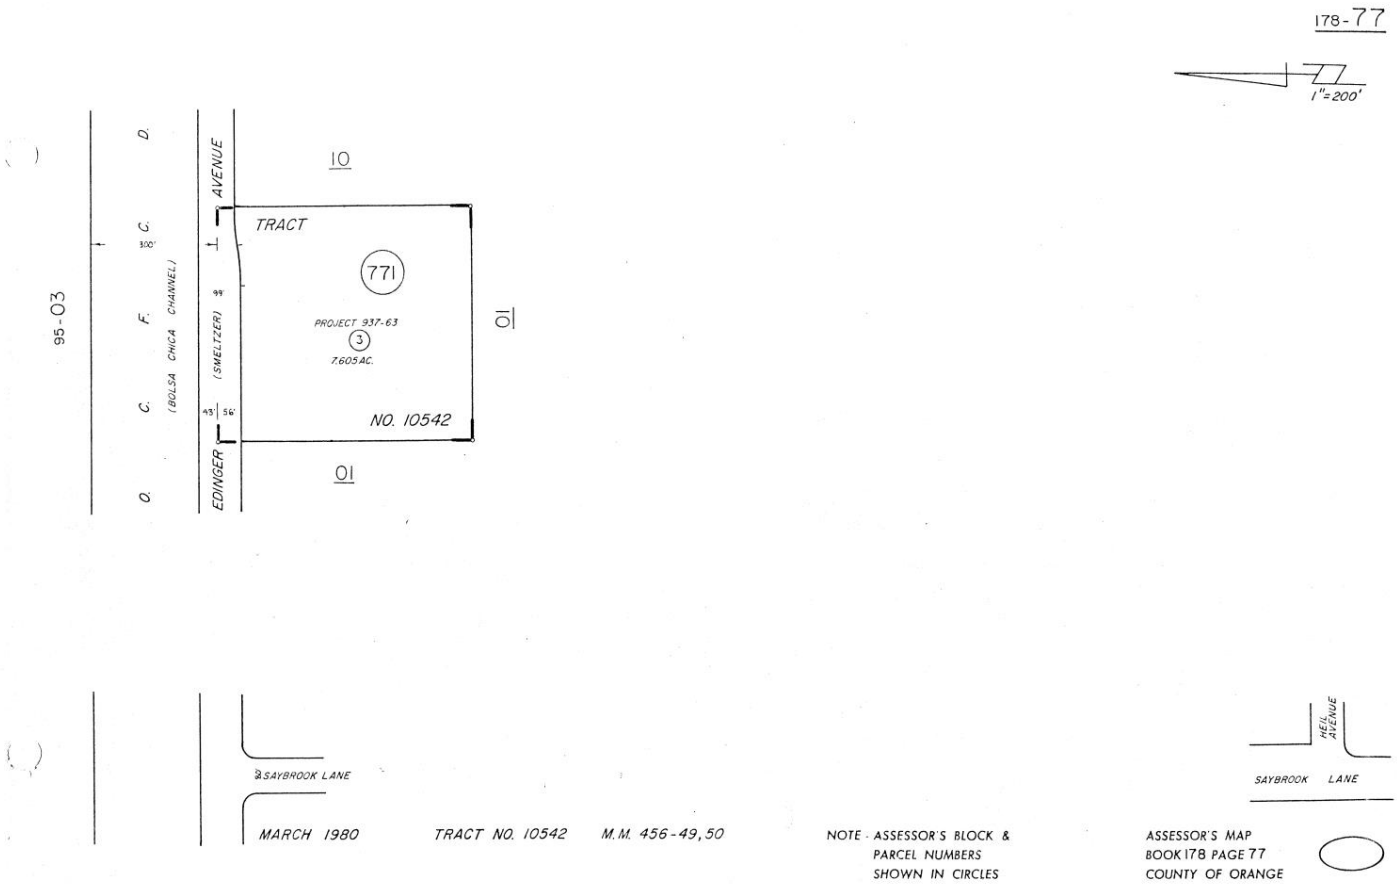 178-77
1"=200'
10
AVENUE
TRACT
O. C. F. C. D.
300'
(BOLSA CHICA CHANNEL)
771
95-03
99'
(SMELTZER)
PROJECT 937-63
3
7.605 AC.
01
43' 56'
NO. 10542
EDINGER
01
HEIL
AVENUE
SAYBROOK LANE
SAYBROOK LANE
MARCH 1980
TRACT NO. 10542
M.M. 456-49,50
NOTE - ASSESSOR'S BLOCK &
PARCEL NUMBERS
SHOWN IN CIRCLES
ASSESSOR'S MAP
BOOK 178 PAGE 77
COUNTY OF ORANGE